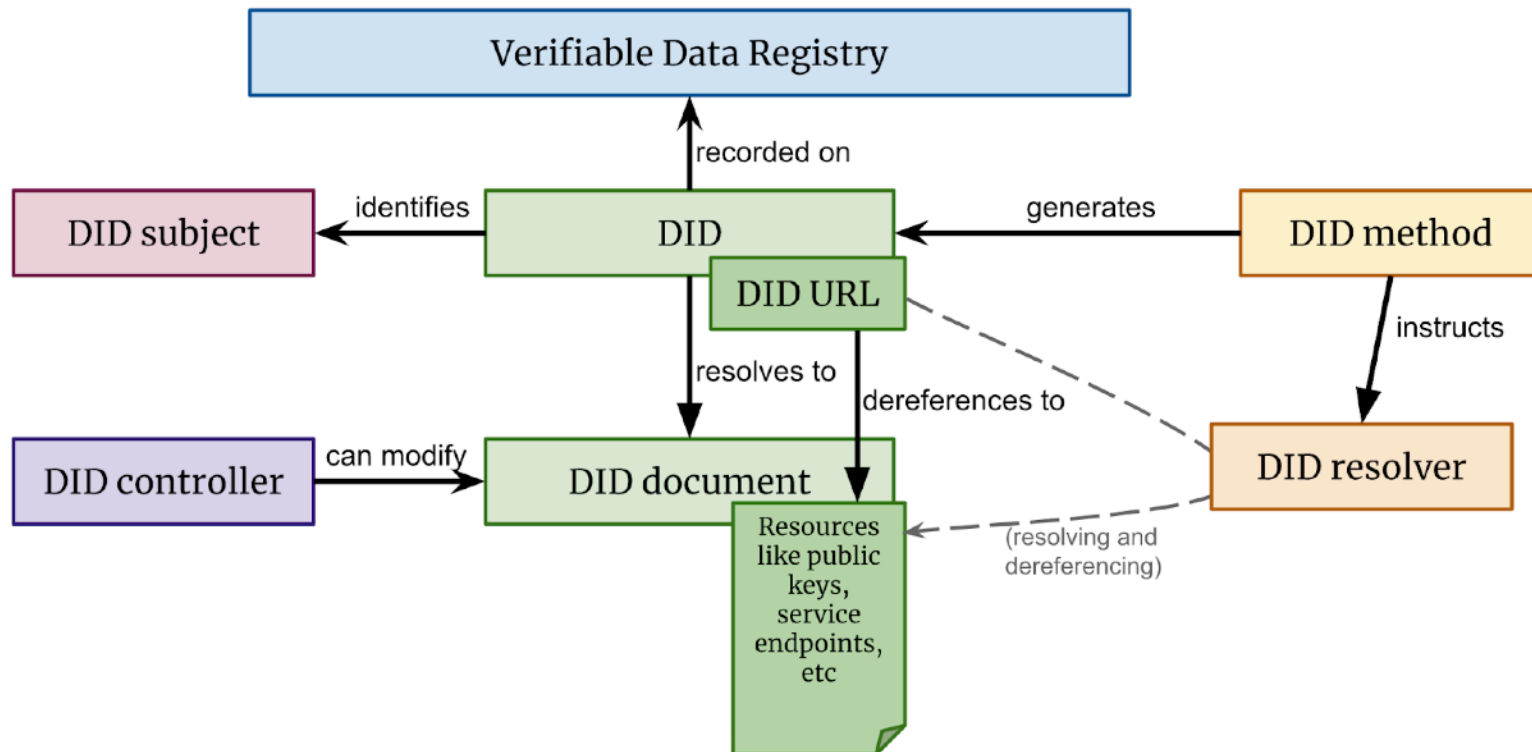 Verifiable Data Registry
recorded on
DID subject
identifies
DID
generates
DID method
DID URL
instructs
resolves to
dereferences to
DID controller
can modify
DID document
DID resolver
Resources
like public
keys,
service
endpoints,
etc
(resolving and
dereferencing)